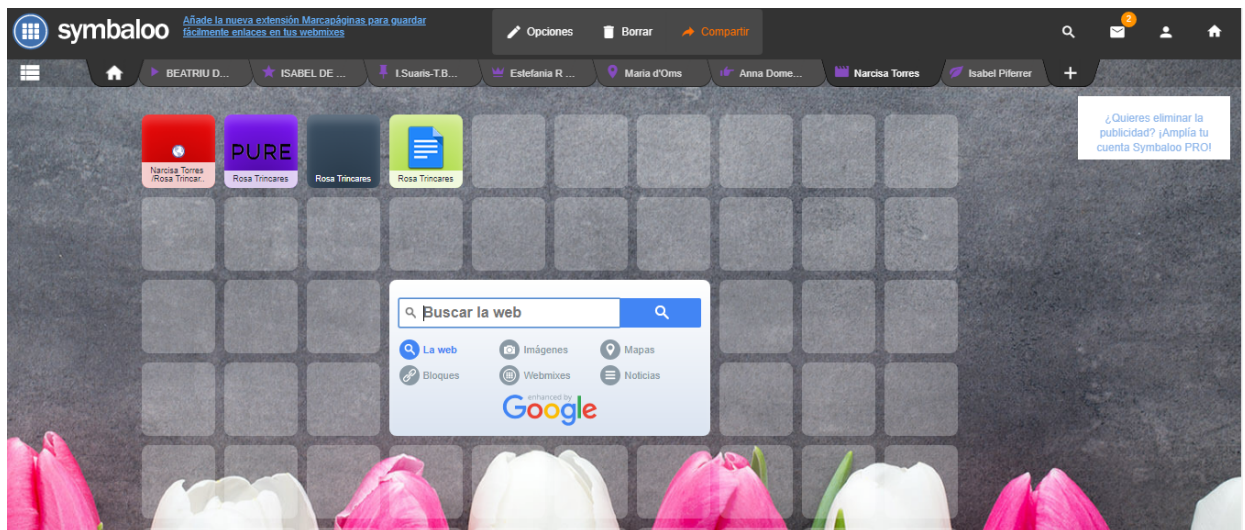 symbaloo
Añade la nueva extensión Marcapáginas para guardar
fácilmente enlaces en tus webmixes
Opciones
Borrar
Compartir
2
BEATRIU D...
ISABEL DE ...
I.Suaris-T.B...
Estefania R ...
Maria d'Oms
Anna Dome...
Narcisa Torres
Isabel Piferrer
¿Quieres eliminar la
publicidad? ¡Amplía tu
cuenta Symbaloo PRO!
Narcisa Torres
/Rosa Trincar..
PURE
Rosa Trincares
Rosa Trincares
Rosa Trincares
Buscar la web
La web
Imágenes
Mapas
Bloques
Webmixes
Noticias
enhanced by
Google